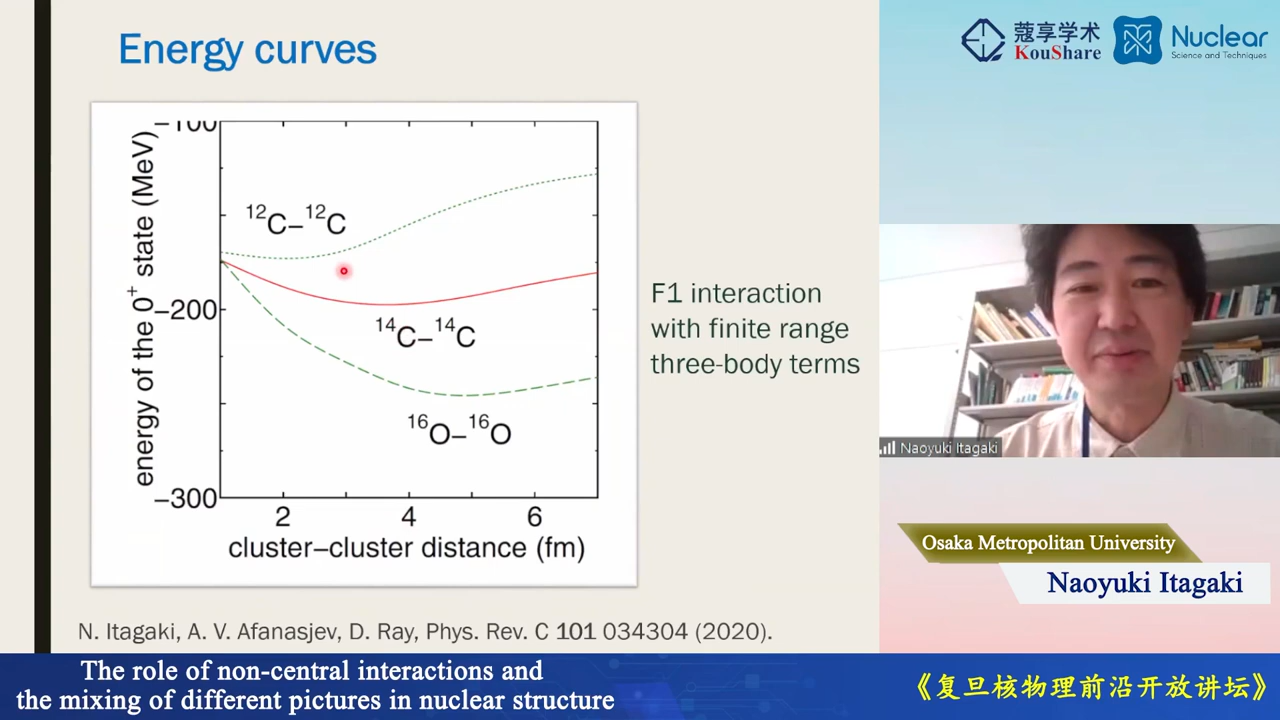 Energy curves
−100
energy of the 0⁺ state (MeV)
¹²C−¹²C
−200
¹⁴C−¹⁴C
¹⁶O−¹⁶O
−300
2 4 6
cluster−cluster distance (fm)
F1 interaction
with finite range
three-body terms
N. Itagaki, A. V. Afanasjev, D. Ray, Phys. Rev. C 101 034304 (2020).
蔻享学术
KouShare
Nuclear
Science and Techniques
Naoyuki Itagaki
Osaka Metropolitan University
Naoyuki Itagaki
The role of non-central interactions and
the mixing of different pictures in nuclear structure
《复旦核物理前沿开放讲坛》